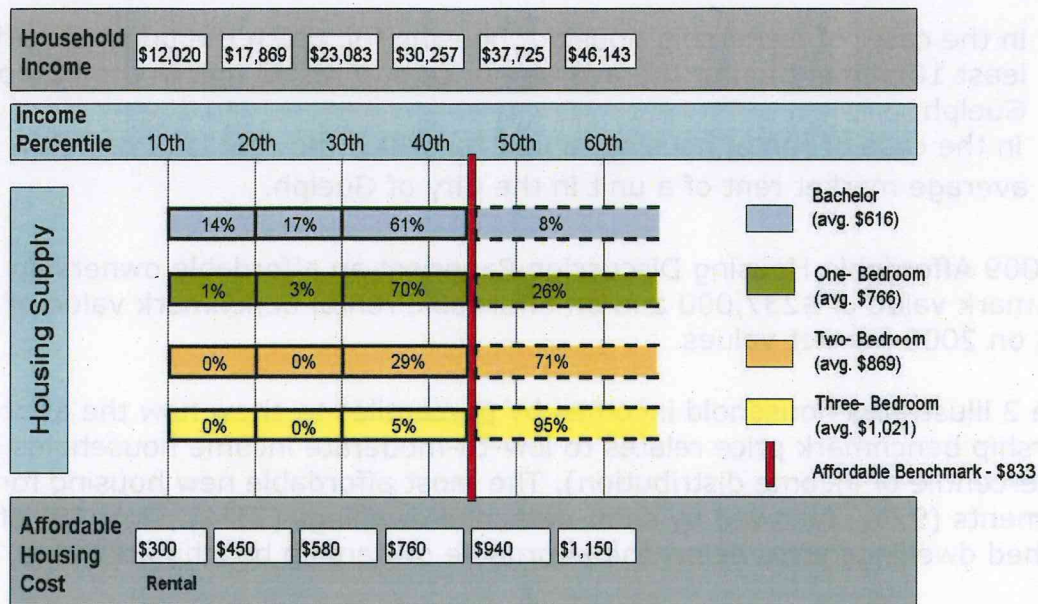 Household
Income
$12,020 $17,869 $23,083 $30,257 $37,725 $46,143
Income
Percentile
10th 20th 30th 40th 50th 60th
Housing Supply
14% 17% 61% 8%
1% 3% 70% 26%
0% 0% 29% 71%
0% 0% 5% 95%
Bachelor
(avg. $616)
One- Bedroom
(avg. $766)
Two- Bedroom
(avg. $869)
Three- Bedroom
(avg. $1,021)
Affordable Benchmark - $833
Affordable
Housing
Cost
$300 $450 $580 $760 $940 $1,150
Rental